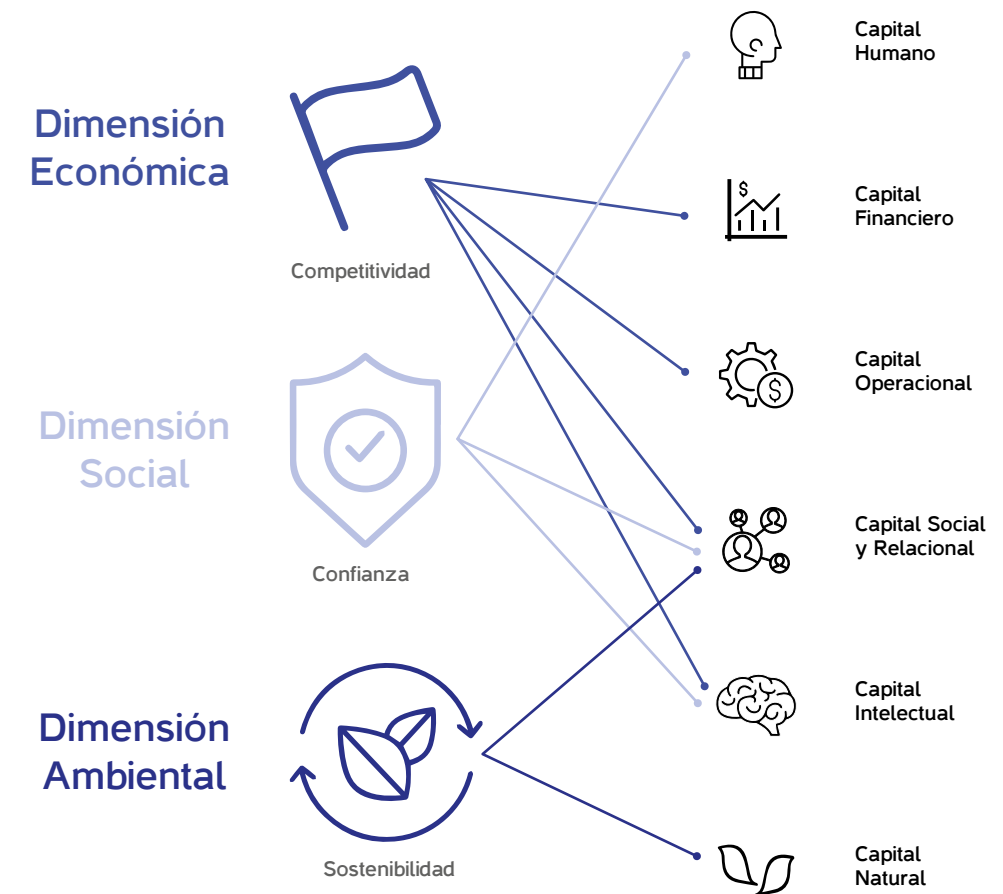 Dimensión
Económica
Competitividad
Dimensión
Social
Confianza
Dimensión
Ambiental
Sostenibilidad
Capital
Humano
$
Capital
Financiero
$
Capital
Operacional
Capital Social
y Relacional
Capital
Intelectual
Capital
Natural